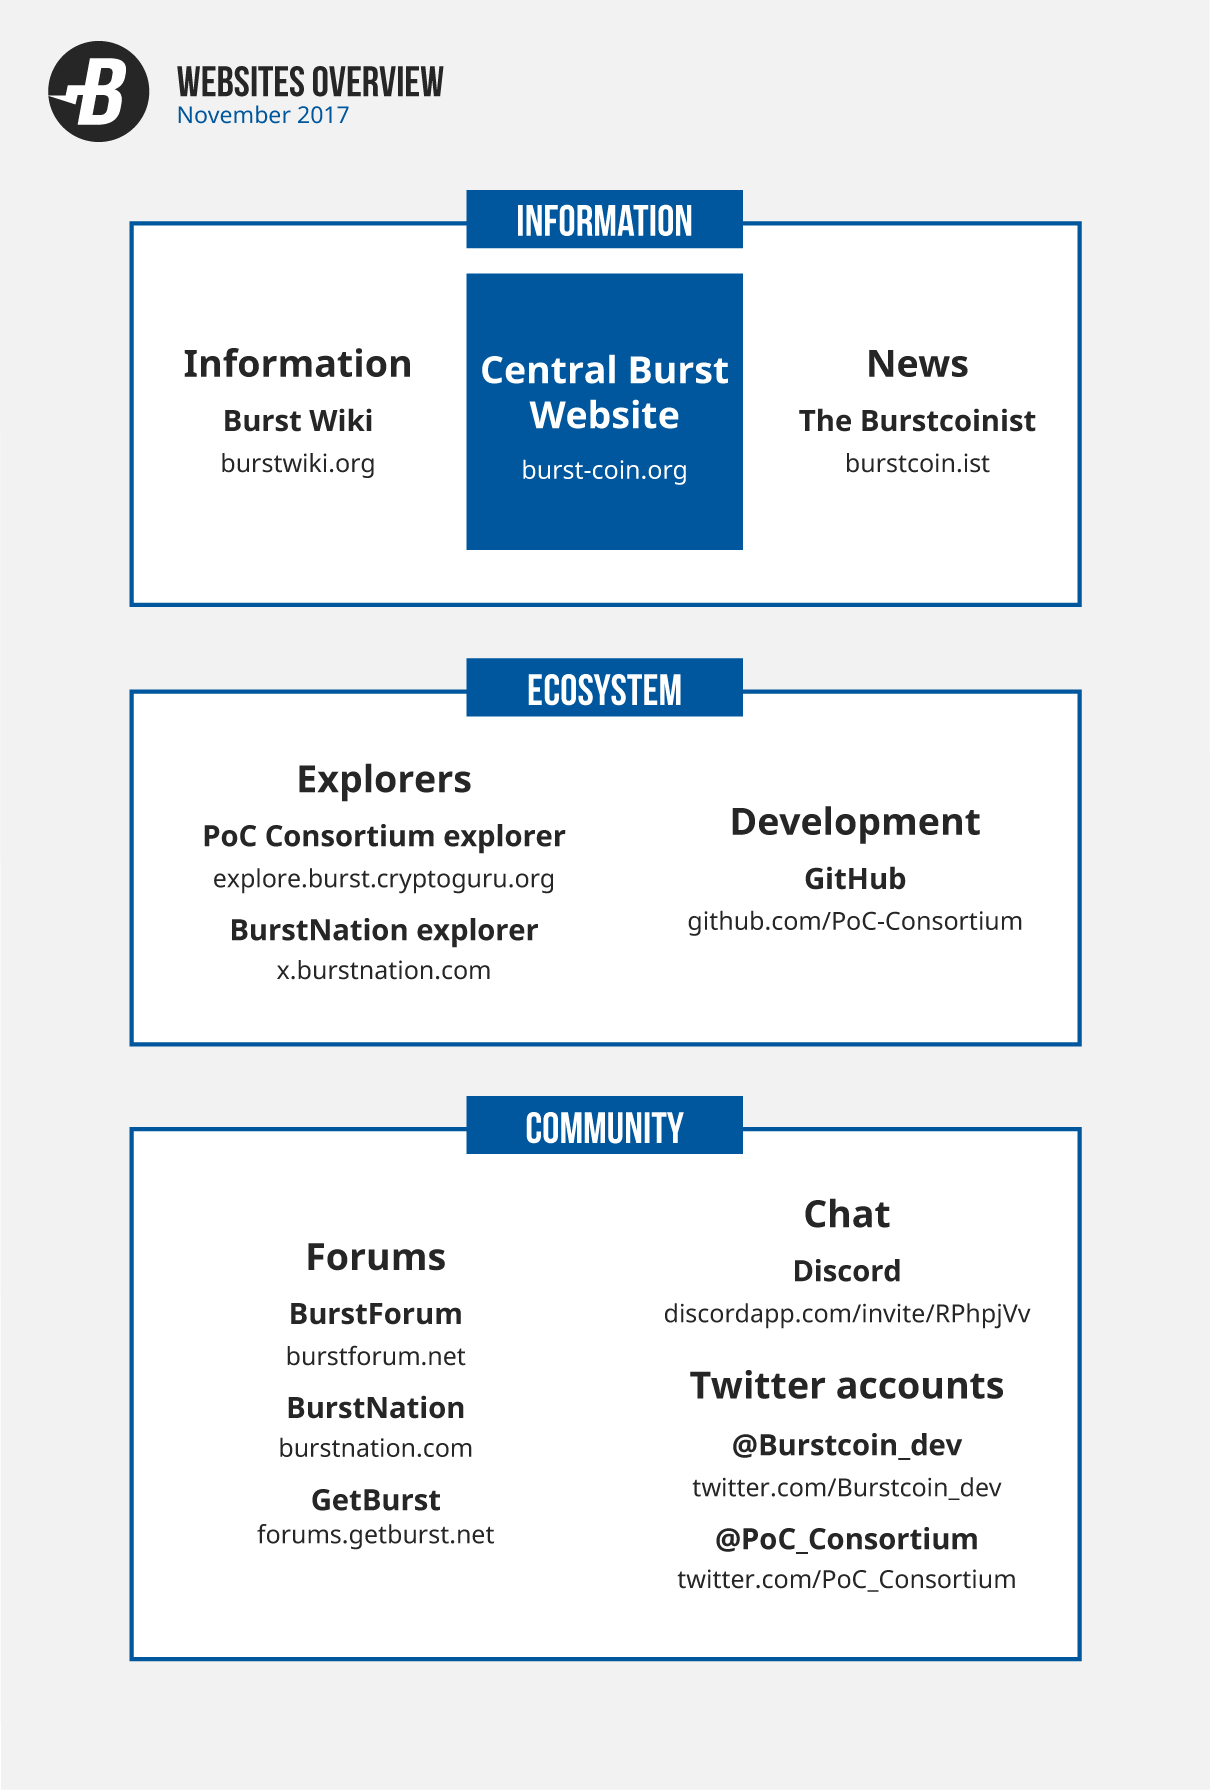 WEBSITES OVERVIEW
November 2017
INFORMATION
Information
Burst Wiki
burstwiki.org
Central Burst
Website
burst-coin.org
News
The Burstcoinist
burstcoin.ist
ECOSYSTEM
Explorers
PoC Consortium explorer
explore.burst.cryptoguru.org
BurstNation explorer
x.burstnation.com
Development
GitHub
github.com/PoC-Consortium
COMMUNITY
Forums
BurstForum
burstforum.net
BurstNation
burstnation.com
GetBurst
forums.getburst.net
Chat
Discord
discordapp.com/invite/RPhpjVv
Twitter accounts
@Burstcoin_dev
twitter.com/Burstcoin_dev
@PoC_Consortium
twitter.com/PoC_Consortium